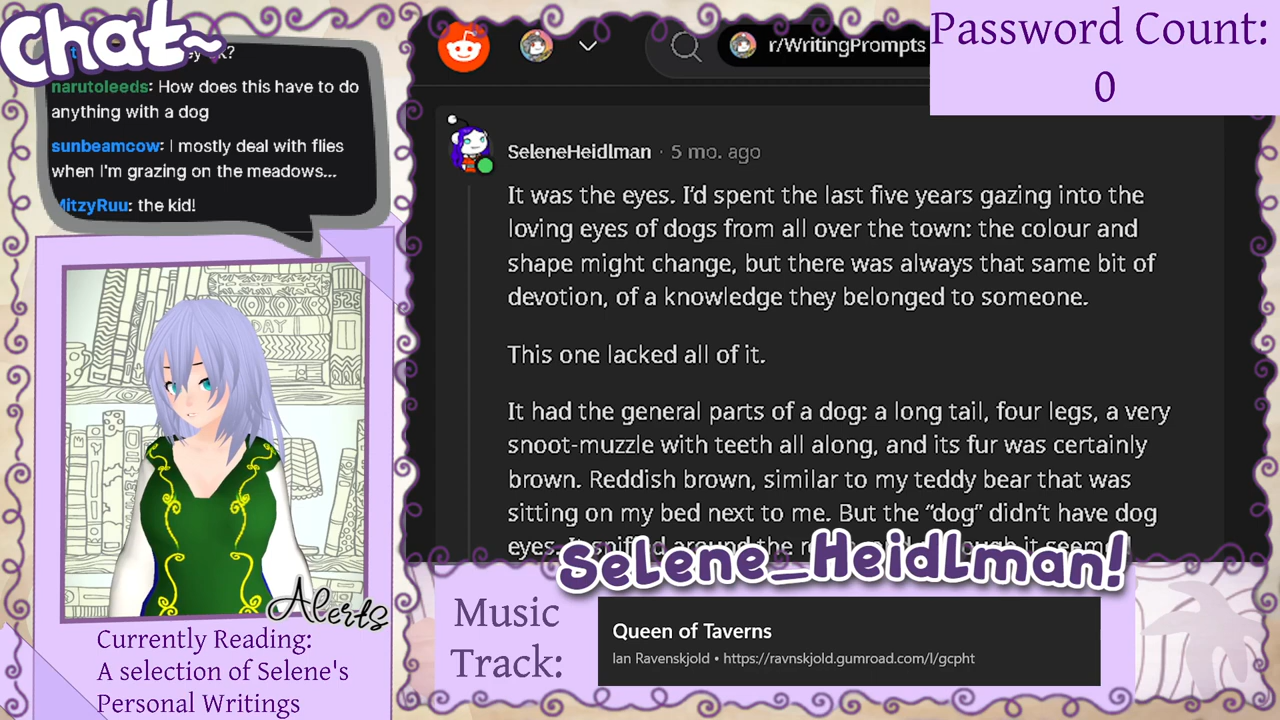 Chat~
ey ok?
narutoleeds: How does this have to do
anything with a dog
sunbeamcow: I mostly deal with flies
when I'm grazing on the meadows...
MitzyRuu: the kid!
DAY
Alerts
Currently Reading:
A selection of Selene's
Personal Writings
r/WritingPrompts
Password Count:
0
SeleneHeidlman · 5 mo. ago
It was the eyes. I'd spent the last five years gazing into the
loving eyes of dogs from all over the town: the colour and
shape might change, but there was always that same bit of
devotion, of a knowledge they belonged to someone.
This one lacked all of it.
It had the general parts of a dog: a long tail, four legs, a very
snoot-muzzle with teeth all along, and its fur was certainly
brown. Reddish brown, similar to my teddy bear that was
sitting on my bed next to me. But the “dog” didn't have dog
eyes. It sniffed around the
Selene_Heidlman!
Music
Track:
Queen of Taverns
Ian Ravenskjold • https://ravnskjold.gumroad.com/l/gcpht